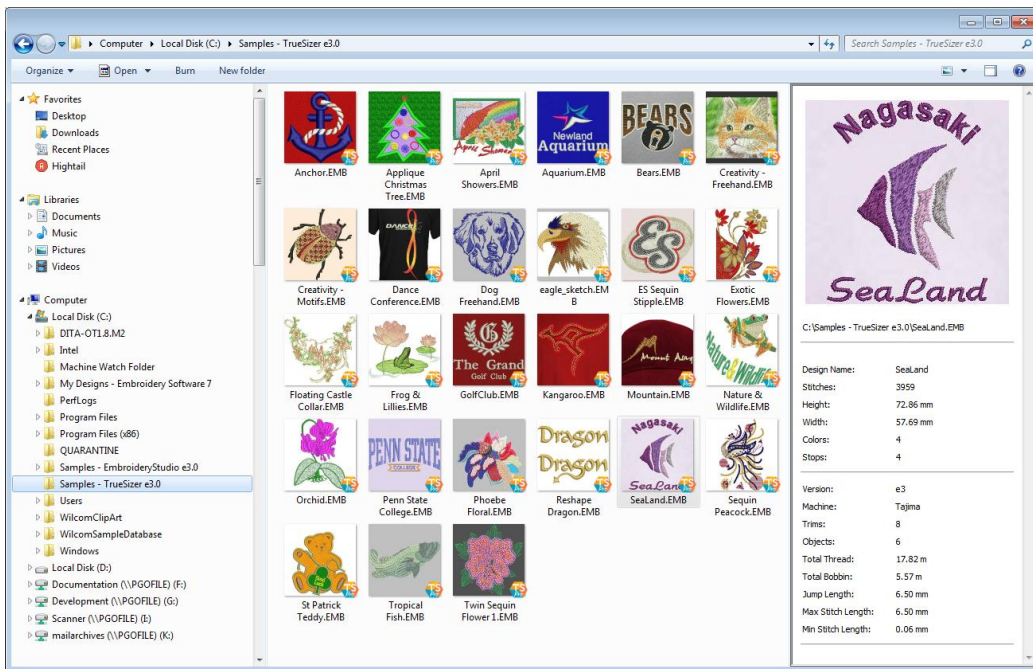 Computer ▸ Local Disk (C:) ▸ Samples - TrueSizer e3.0
Search Samples - TrueSizer e3.0
Organize
Open
Burn
New folder
Favorites
Desktop
Downloads
Recent Places
Hightail
Libraries
Documents
Music
Pictures
Videos
Computer
Local Disk (C:)
DITA-OT1.8.M2
Intel
Machine Watch Folder
My Designs - Embroidery Software 7
PerfLogs
Program Files
Program Files (x86)
QUARANTINE
Samples - EmbroideryStudio e3.0
Samples - TrueSizer e3.0
Users
WilcomClipArt
WilcomSampleDatabase
Windows
Local Disk (D:)
Documentation (\\PGOFILE) (F:)
Development (\\PGOFILE) (G:)
Scanner (\\PGOFILE) (I:)
mailarchives (\\PGOFILE) (K:)
Anchor.EMB
Applique
Christmas
Tree.EMB
April Shower
April
Showers.EMB
Newland
Aquarium
Aquarium.EMB
BEARS
Bears.EMB
Creativity -
Freehand.EMB
Creativity -
Motifs.EMB
DANCE
Dance
Conference.EMB
Dog
Freehand.EMB
eagle_sketch.EM
B
ES
ES Sequin
Stipple.EMB
Exotic
Flowers.EMB
Floating Castle
Collar.EMB
Frog &
Lillies.EMB
G
The Grand
Golf Club
GolfClub.EMB
Kangaroo.EMB
Mount
Mountain.EMB
Nature & Wildlife
Nature &
Wildlife.EMB
Orchid.EMB
PENN STATE
COLLEGE
Penn State
College.EMB
Phoebe
Floral.EMB
Dragon
Dragon
Reshape
Dragon.EMB
Nagasaki
SeaLand
SeaLand.EMB
Sequin
Peacock.EMB
St Patrick
Teddy.EMB
Tropical
Fish.EMB
Twin Sequin
Flower1.EMB
Nagasaki
SeaLand
C:\Samples - TrueSizer e3.0\SeaLand.EMB
Design Name: SeaLand
Stitches: 3959
Height: 72.86 mm
Width: 57.69 mm
Colors: 4
Stops: 4
Version: e3
Machine: Tajima
Trims: 8
Objects: 6
Total Thread: 17.82 m
Total Bobbin: 5.57 m
Jump Length: 6.50 mm
Max Stitch Length: 6.50 mm
Min Stitch Length: 0.06 mm